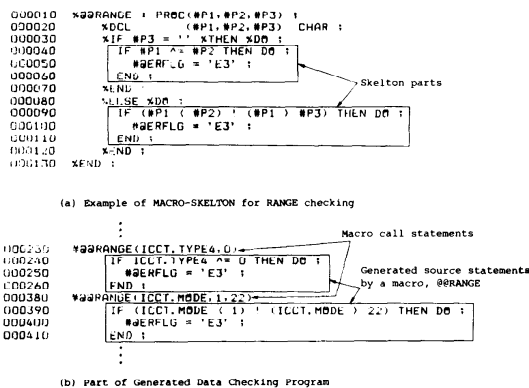 000010 %@@RANGE : PROC(#P1,#P2,#P3) ;
000020 %DCL (#P1,#P2,#P3) CHAR ;
000030 %IF #P3 = '' %THEN %DO ;
000040 IF #P1 ^= #P2 THEN DO ;
000050 #@ERFLG = 'E3' ;
000060 END ;
000070 %END ;
Skelton parts
000080 %ELSE %DO ;
000090 IF (#P1 ( #P2) ' (#P1 ) #P3) THEN DO ;
000100 #@ERFLG = 'E3' ;
000110 END ;
000120 %END ;
000130 %END ;
(a) Example of MACRO-SKELTON for RANGE checking
Macro call statements
000230 *@@RANGE(ICCT.TYPE4,0)
000240 IF ICCT.TYPE4 ^= 0 THEN DO ;
000250 #@ERFLG = 'E3' ;
000260 END ;
Generated source statements
by a macro, @@RANGE
000380 *@@RANGE(ICCT.MODE,1,22)
000390 IF (ICCT.MODE ( 1) ' (ICCT.MODE ) 22) THEN DO ;
000400 #@ERFLG = 'E3' ;
000410 END ;
(b) Part of Generated Data Checking Program